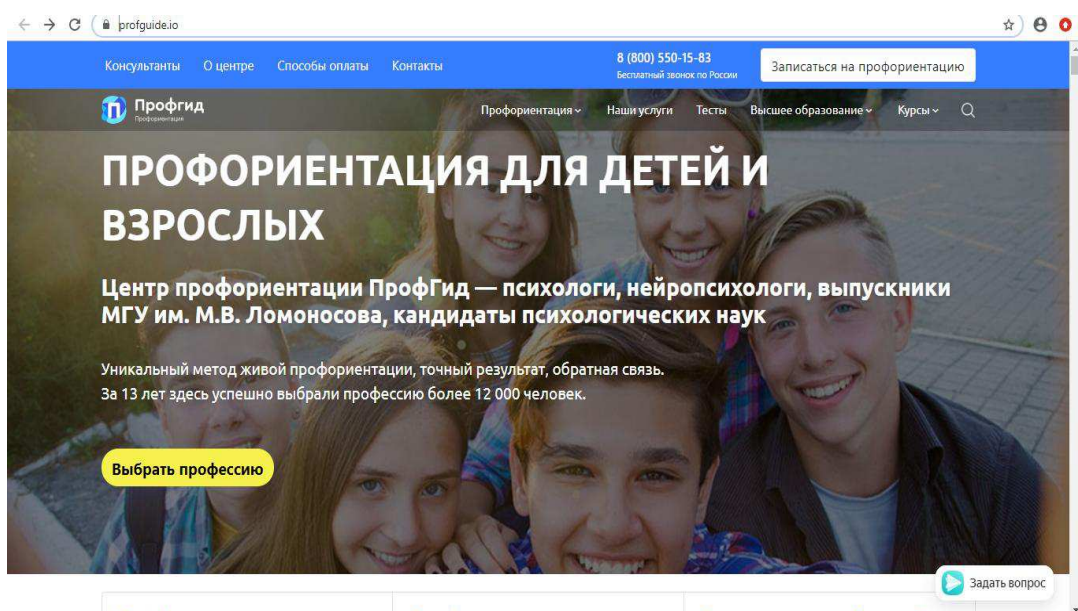 profguide.io
Консультанты О центре Способы оплаты Контакты
8 (800) 550-15-83
Бесплатный звонок по России
Записаться на профориентацию
Профгид
Профориентация
Профориентация Наши услуги Тесты Высшее образование Курсы
ПРОФОРИЕНТАЦИЯ ДЛЯ ДЕТЕЙ И
ВЗРОСЛЫХ
Центр профориентации ПрофГид — психологи, нейропсихологи, выпускники
МГУ им. М.В. Ломоносова, кандидаты психологических наук
Уникальный метод живой профориентации, точный результат, обратная связь.
За 13 лет здесь успешно выбрали профессию более 12 000 человек.
Выбрать профессию
Задать вопрос